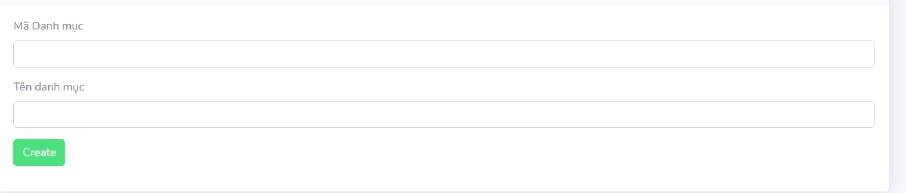 Mã Danh mục
Tên danh mục
Create